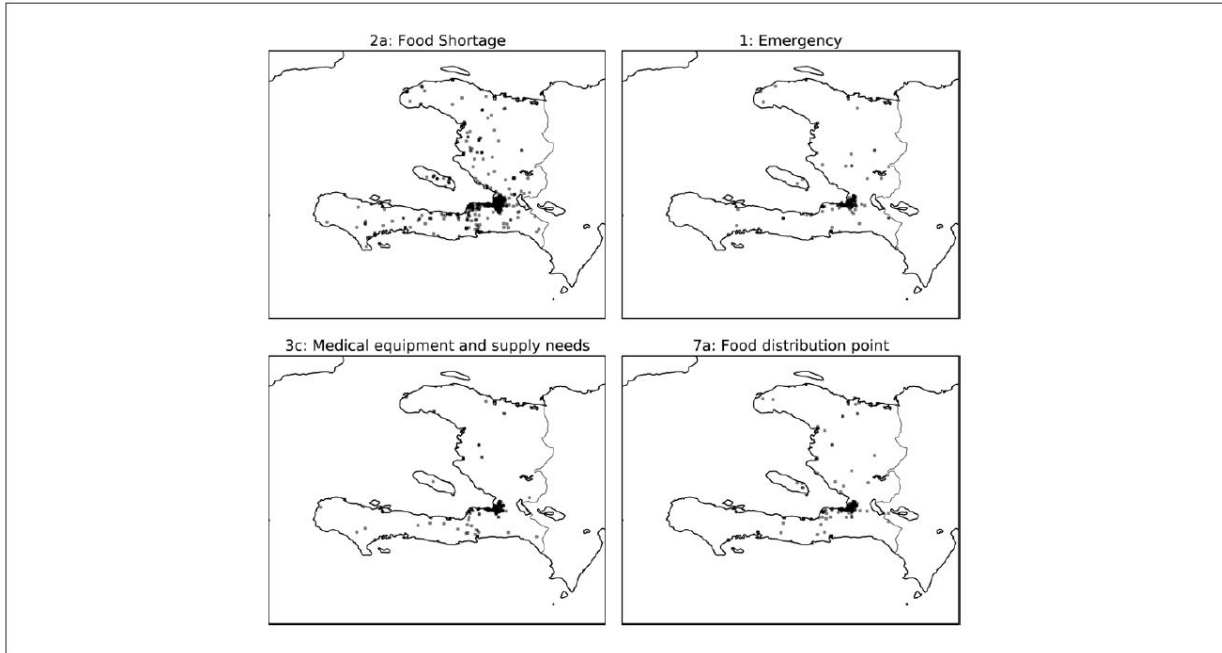 2a: Food Shortage
1: Emergency
3c: Medical equipment and supply needs
7a: Food distribution point